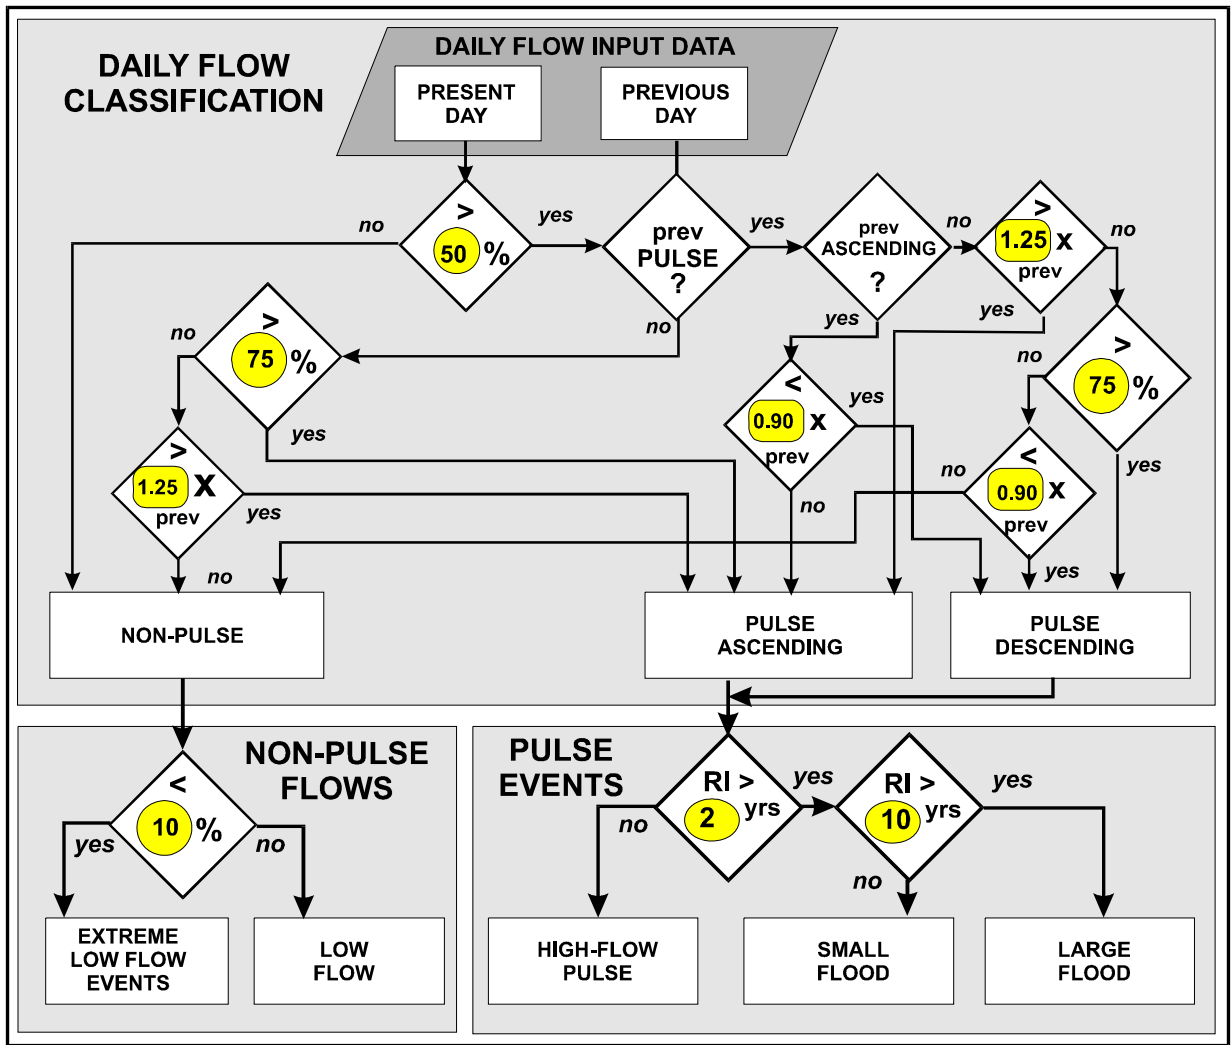 DAILY FLOW
CLASSIFICATION
DAILY FLOW INPUT DATA
PRESENT
DAY
PREVIOUS
DAY
no
>
50 %
yes
prev
PULSE
?
yes
prev
ASCENDING
?
no
>
1.25 x
prev
no
no
>
75 %
no
yes
yes
no
>
75 %
yes
<
0.90 x
prev
yes
>
1.25 X
prev
yes
no
no
<
0.90 x
prev
yes
no
yes
NON-PULSE
PULSE
ASCENDING
PULSE
DESCENDING
NON-PULSE
FLOWS
<
10 %
yes
no
EXTREME
LOW FLOW
EVENTS
LOW
FLOW
PULSE
EVENTS
RI >
2 yrs
no
yes
RI >
10 yrs
yes
no
HIGH-FLOW
PULSE
SMALL
FLOOD
LARGE
FLOOD